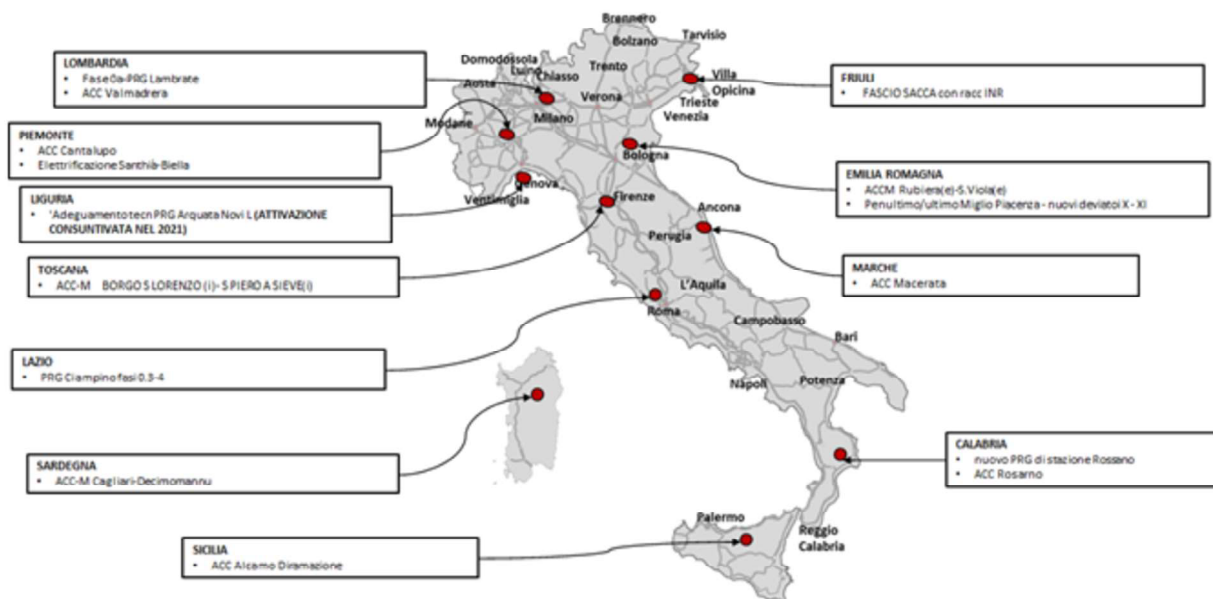 LOMBARDIA
• Fase 0a-PRG Lambrate
• ACC Valmadrera
PIEMONTE
• ACC Cantalupo
• Elettrificazione Santhià-Biella
LIGURIA
• 'Adeguamento tecn PRG Arquata Novi L (ATTIVAZIONE
CONSUNTIVATA NEL 2021)
TOSCANA
• ACC-M BORGO S LORENZO (i)- S PIERO A SIEVE(i)
LAZIO
• PRG Ciampino fasi 0.3-4
SARDEGNA
• ACC-M Cagliari-Decimomannu
SICILIA
• ACC Alcamo Diramazione
Brennero
Bolzano
Tarvisio
Domodossola
Luino
Chiasso
Trento
Villa
Opicina
Aosta
Verona
Trieste
Venezia
Milano
Modane
Bologna
Genova
Ventimiglia
Firenze
Ancona
Perugia
L'Aquila
Roma
Campobasso
Bari
Napoli
Potenza
Palermo
Reggio
Calabria
FRIULI
• FASCIO SACCA con racc INR
EMILIA ROMAGNA
• ACCM Rubiera(e)-S.Viola(e)
• Penultimo/ultimo Miglio Piacenza - nuovi deviatoi X - XI
MARCHE
• ACC Macerata
CALABRIA
• nuovo PRG di stazione Rossano
• ACC Rosarno